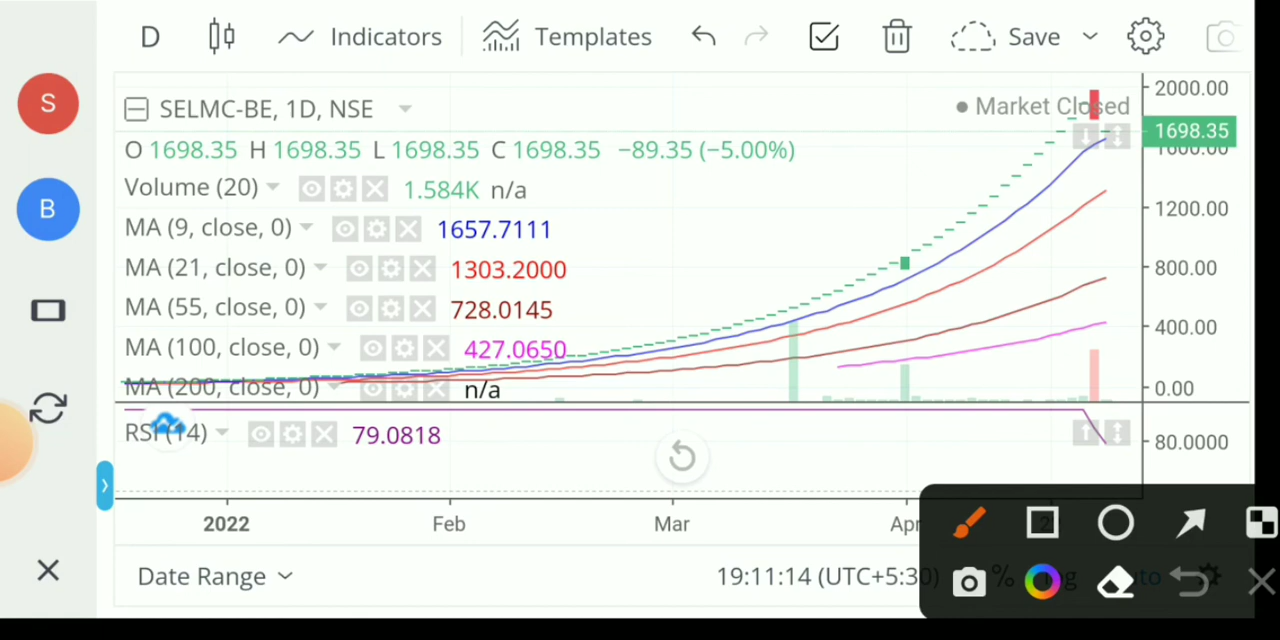 D Indicators Templates Save
S
B
SELMC-BE, 1D, NSE
Market Closed
O 1698.35 H 1698.35 L 1698.35 C 1698.35 −89.35 (−5.00%)
Volume (20) 1.584K n/a
MA (9, close, 0) 1657.7111
MA (21, close, 0) 1303.2000
MA (55, close, 0) 728.0145
MA (100, close, 0) 427.0650
MA (200, close, 0) n/a
RSI (14) 79.0818
2000.00
1698.35
1600.00
1200.00
800.00
400.00
0.00
80.0000
2022 Feb Mar Apr
Date Range 19:11:14 (UTC+5:30) %